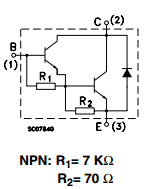 C (2)
B
(1)
R1
R2
SC07840
E (3)
NPN: R1= 7 KΩ
R2= 70 Ω